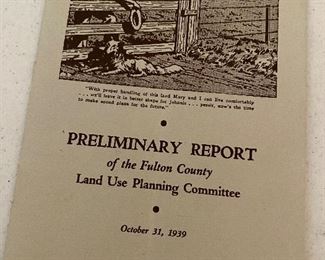 "With proper handling of this land Mary and I can live comfortably
. . . we'll leave it in better shape for Johnnie . . . yessir, now's the time
to make sound plans for the future."
PRELIMINARY REPORT
of the Fulton County
Land Use Planning Committee
October 31, 1939